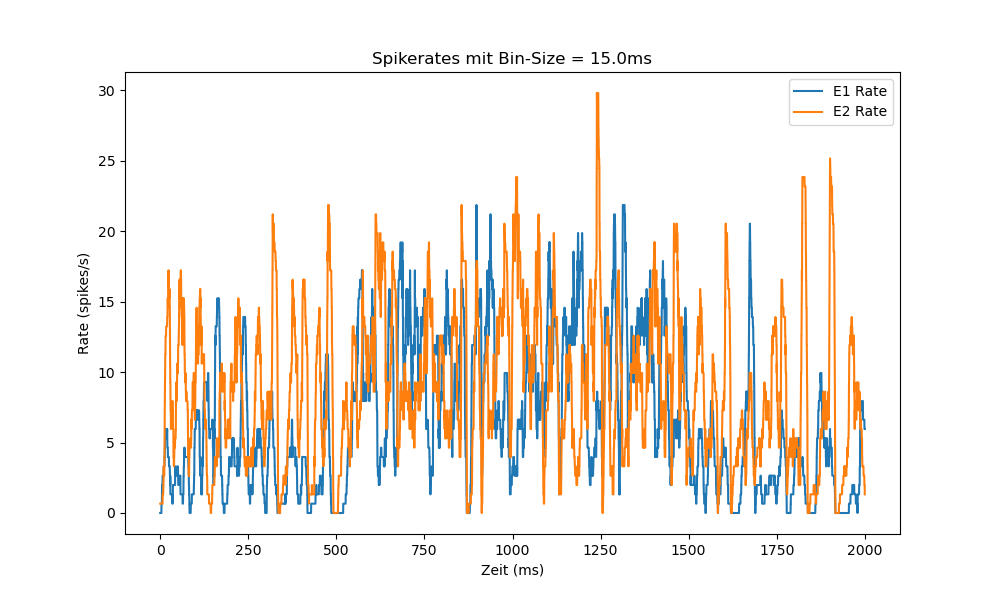 Spikerates mit Bin-Size = 15.0ms
E1 Rate
E2 Rate
30
25
20
15
10
5
0
Rate (spikes/s)
0 250 500 750 1000 1250 1500 1750 2000
Zeit (ms)